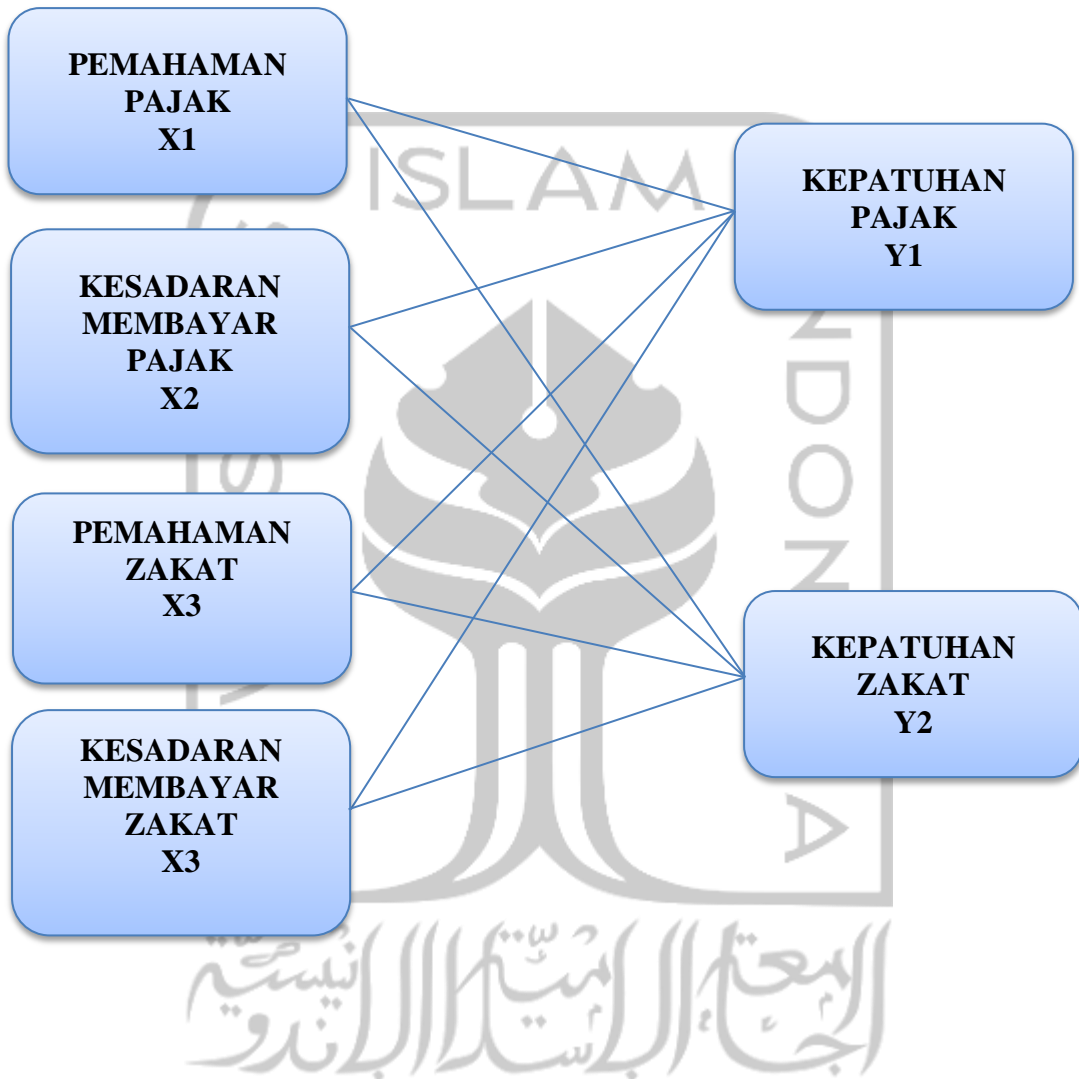 PEMAHAMAN
PAJAK
X1
KESADARAN
MEMBAYAR
PAJAK
X2
PEMAHAMAN
ZAKAT
X3
KESADARAN
MEMBAYAR
ZAKAT
X3
KEPATUHAN
PAJAK
Y1
KEPATUHAN
ZAKAT
Y2
ISLAM